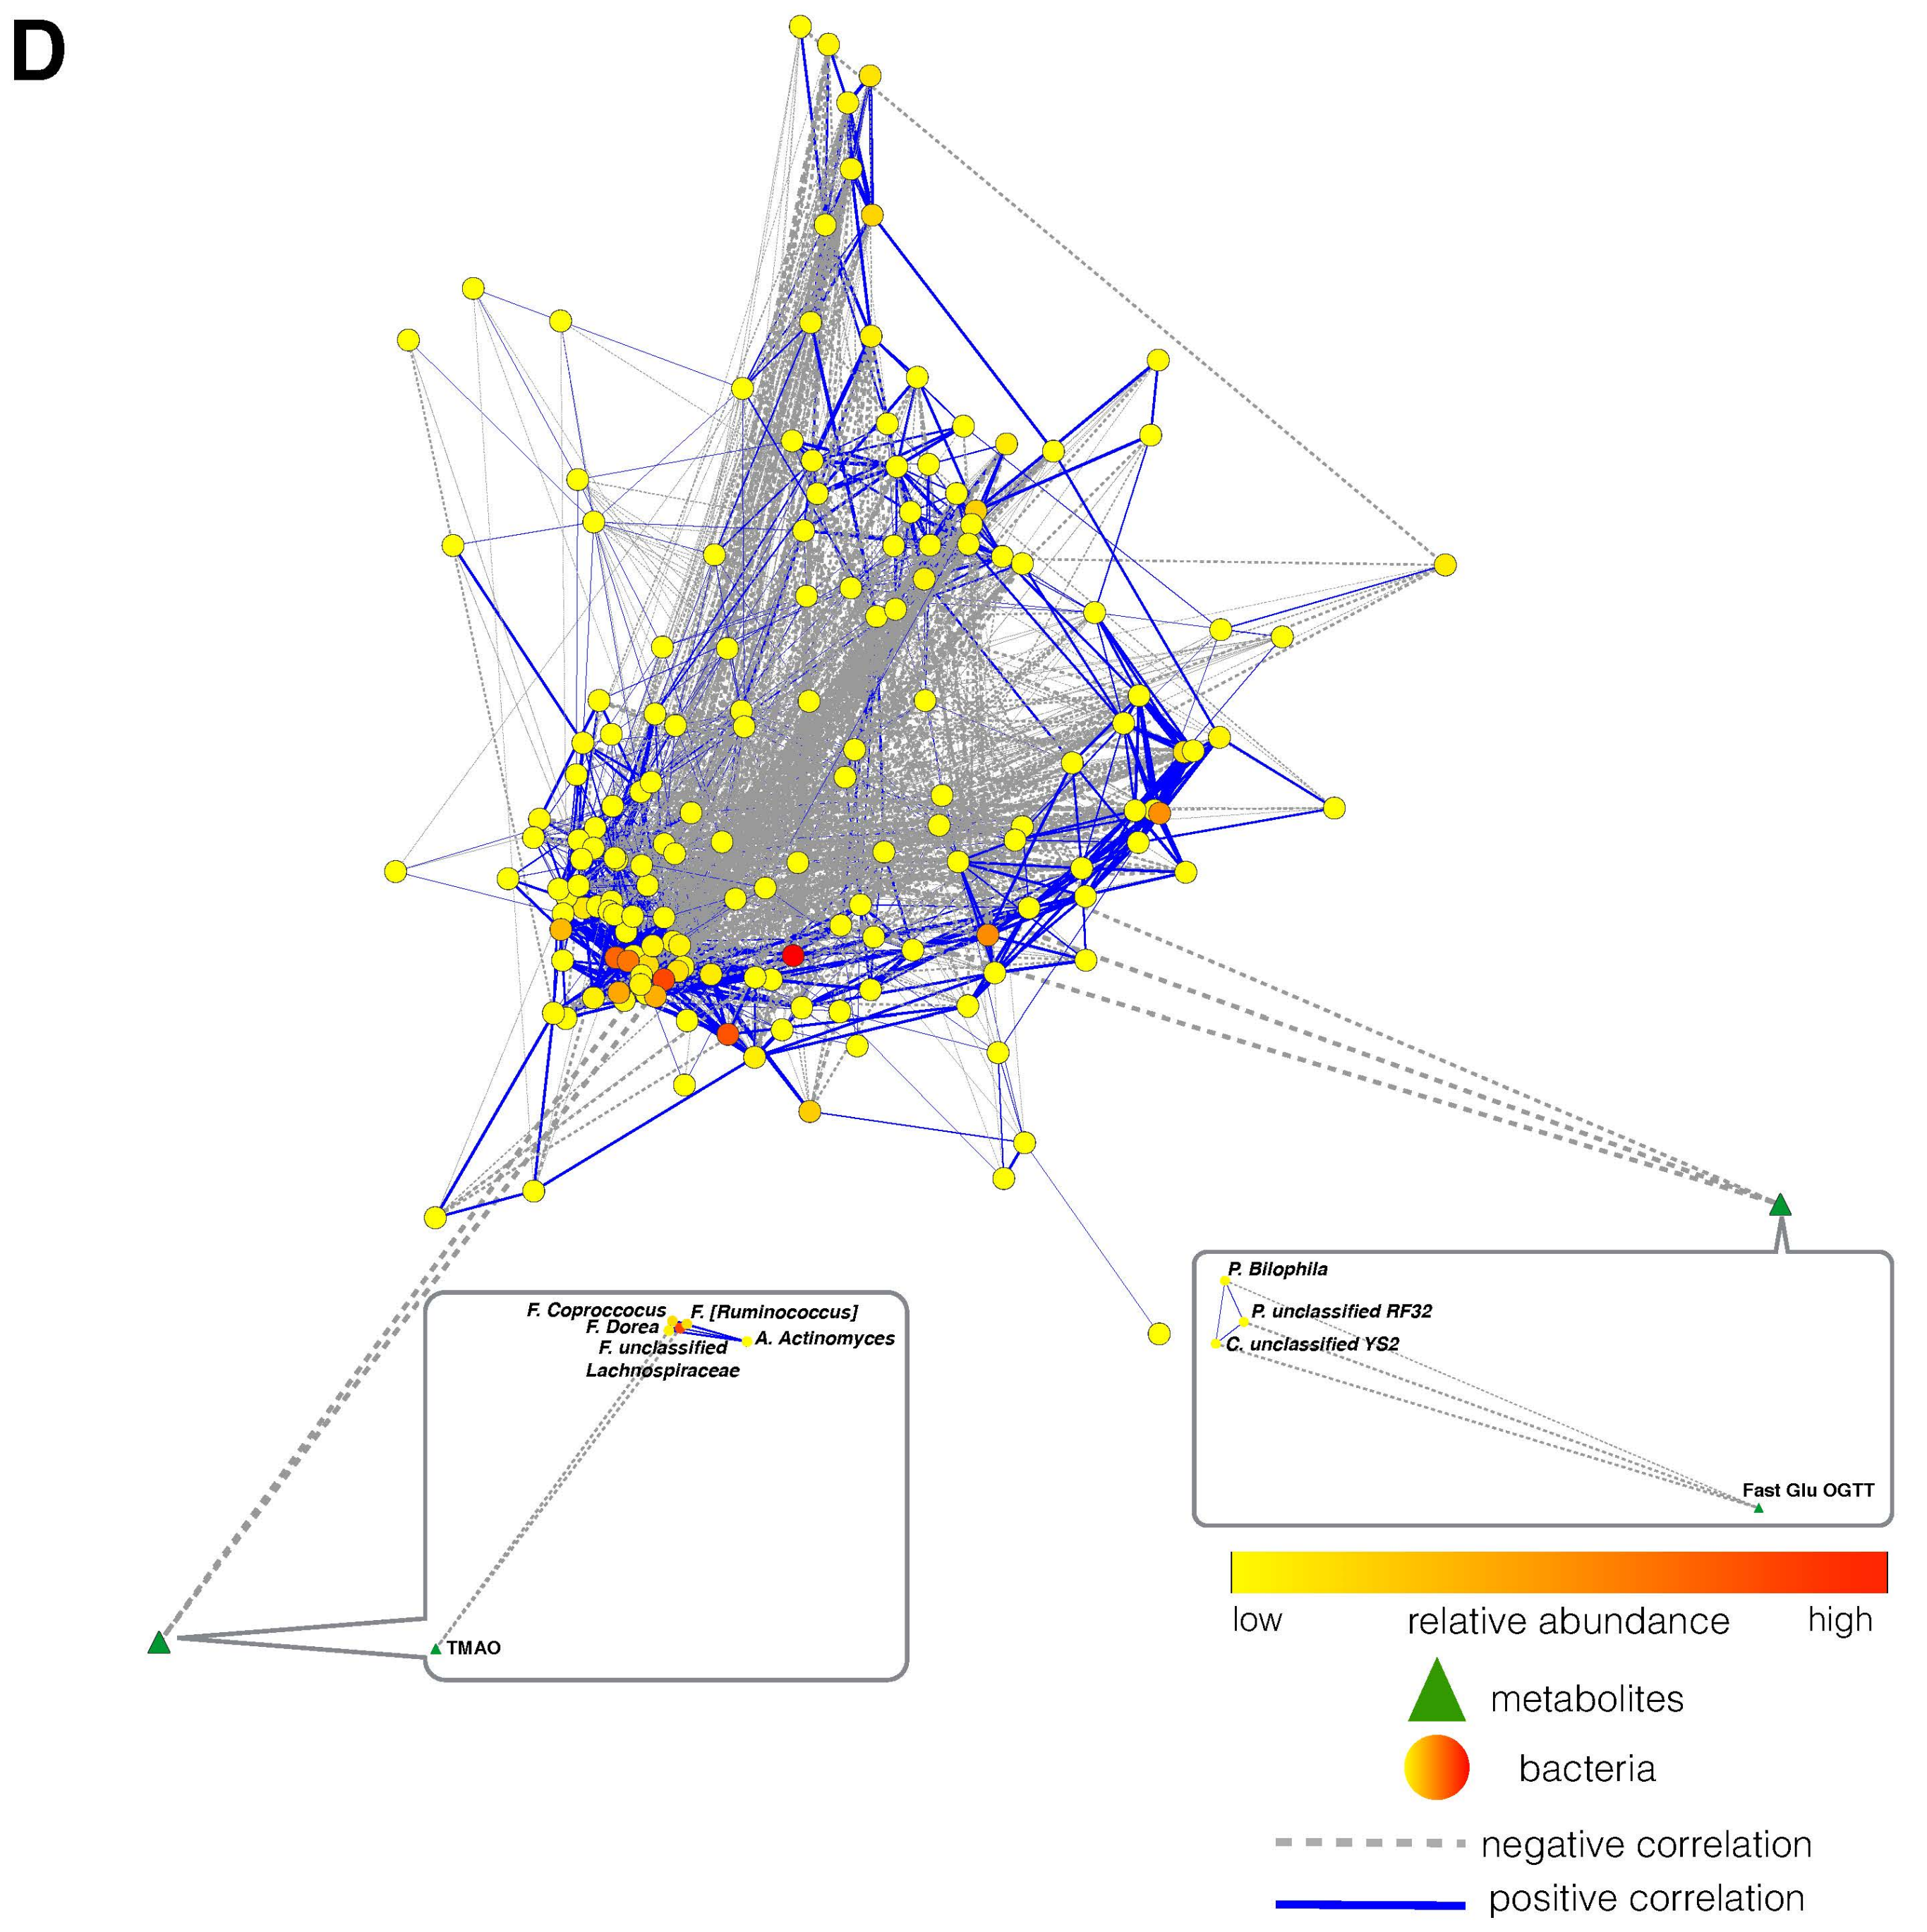 D
P. Bilophila
P. unclassified RF32
C. unclassified YS2
Fast Glu OGTT
F. Coproccocus
F. [Ruminococcus]
F. Dorea
A. Actinomyces
F. unclassified
Lachnospiraceae
TMAO
low relative abundance high
metabolites
bacteria
negative correlation
positive correlation